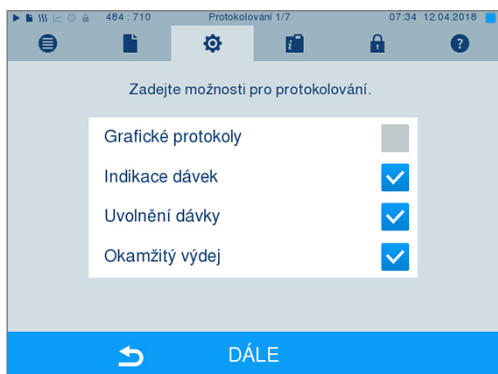 484 : 710 Protokolování 1/7 07:34 12.04.2018
Zadejte možnosti pro protokolování.
Grafické protokoly
Indikace dávek
Uvolnění dávky
Okamžitý výdej
DÁLE